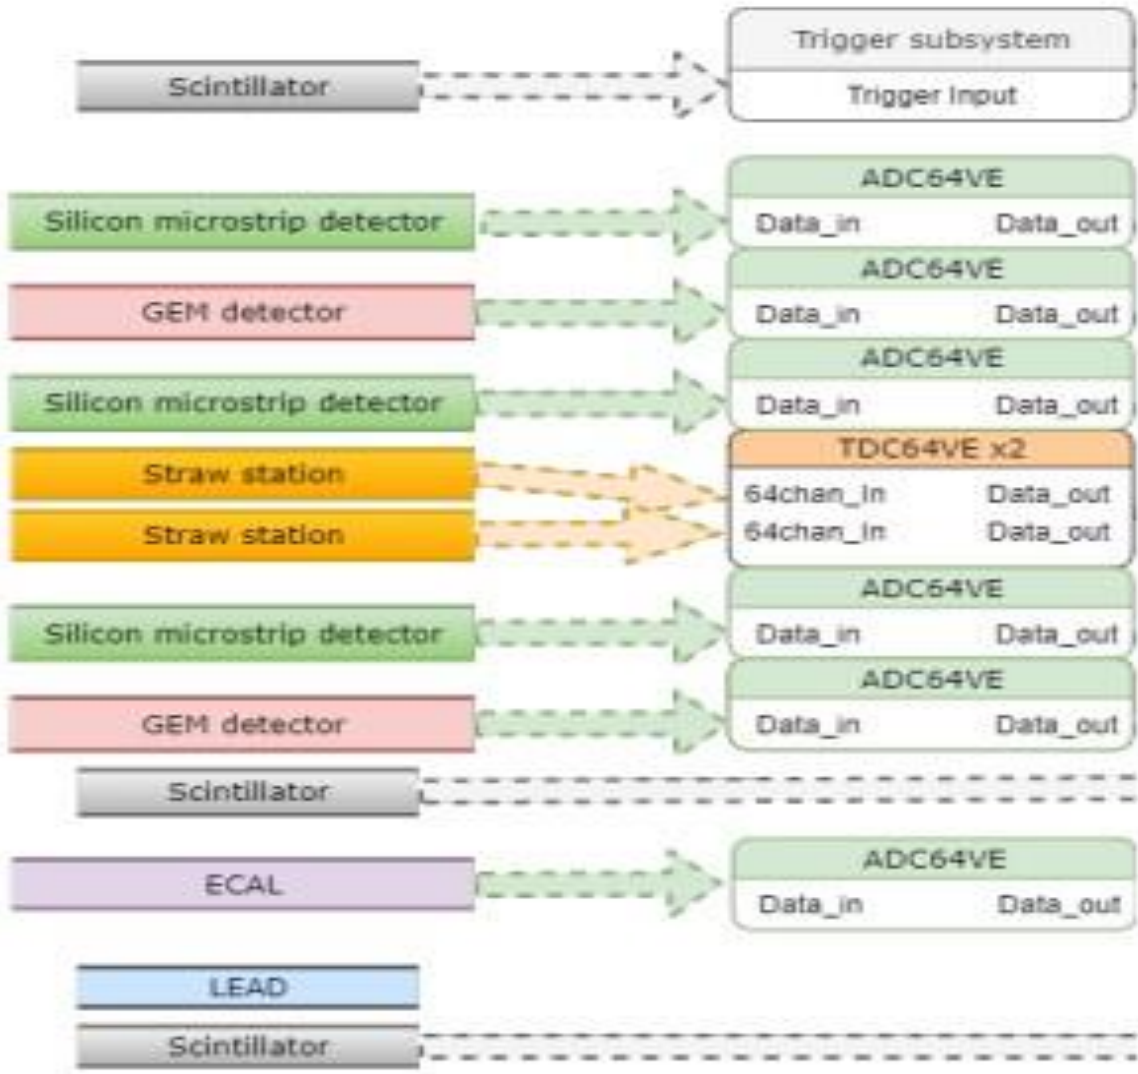 Trigger subsystem
Scintillator
Trigger Input
ADC64VE
Silicon microstrip detector
Data_in Data_out
ADC64VE
GEM detector
Data_in Data_out
ADC64VE
Silicon microstrip detector
Data_in Data_out
TDC64VE x2
Straw station
64chan_In Data_out
Straw station
64chan_In Data_out
ADC64VE
Silicon microstrip detector
Data_in Data_out
ADC64VE
GEM detector
Data_in Data_out
Scintillator
ADC64VE
ECAL
Data_in Data_out
LEAD
Scintillator